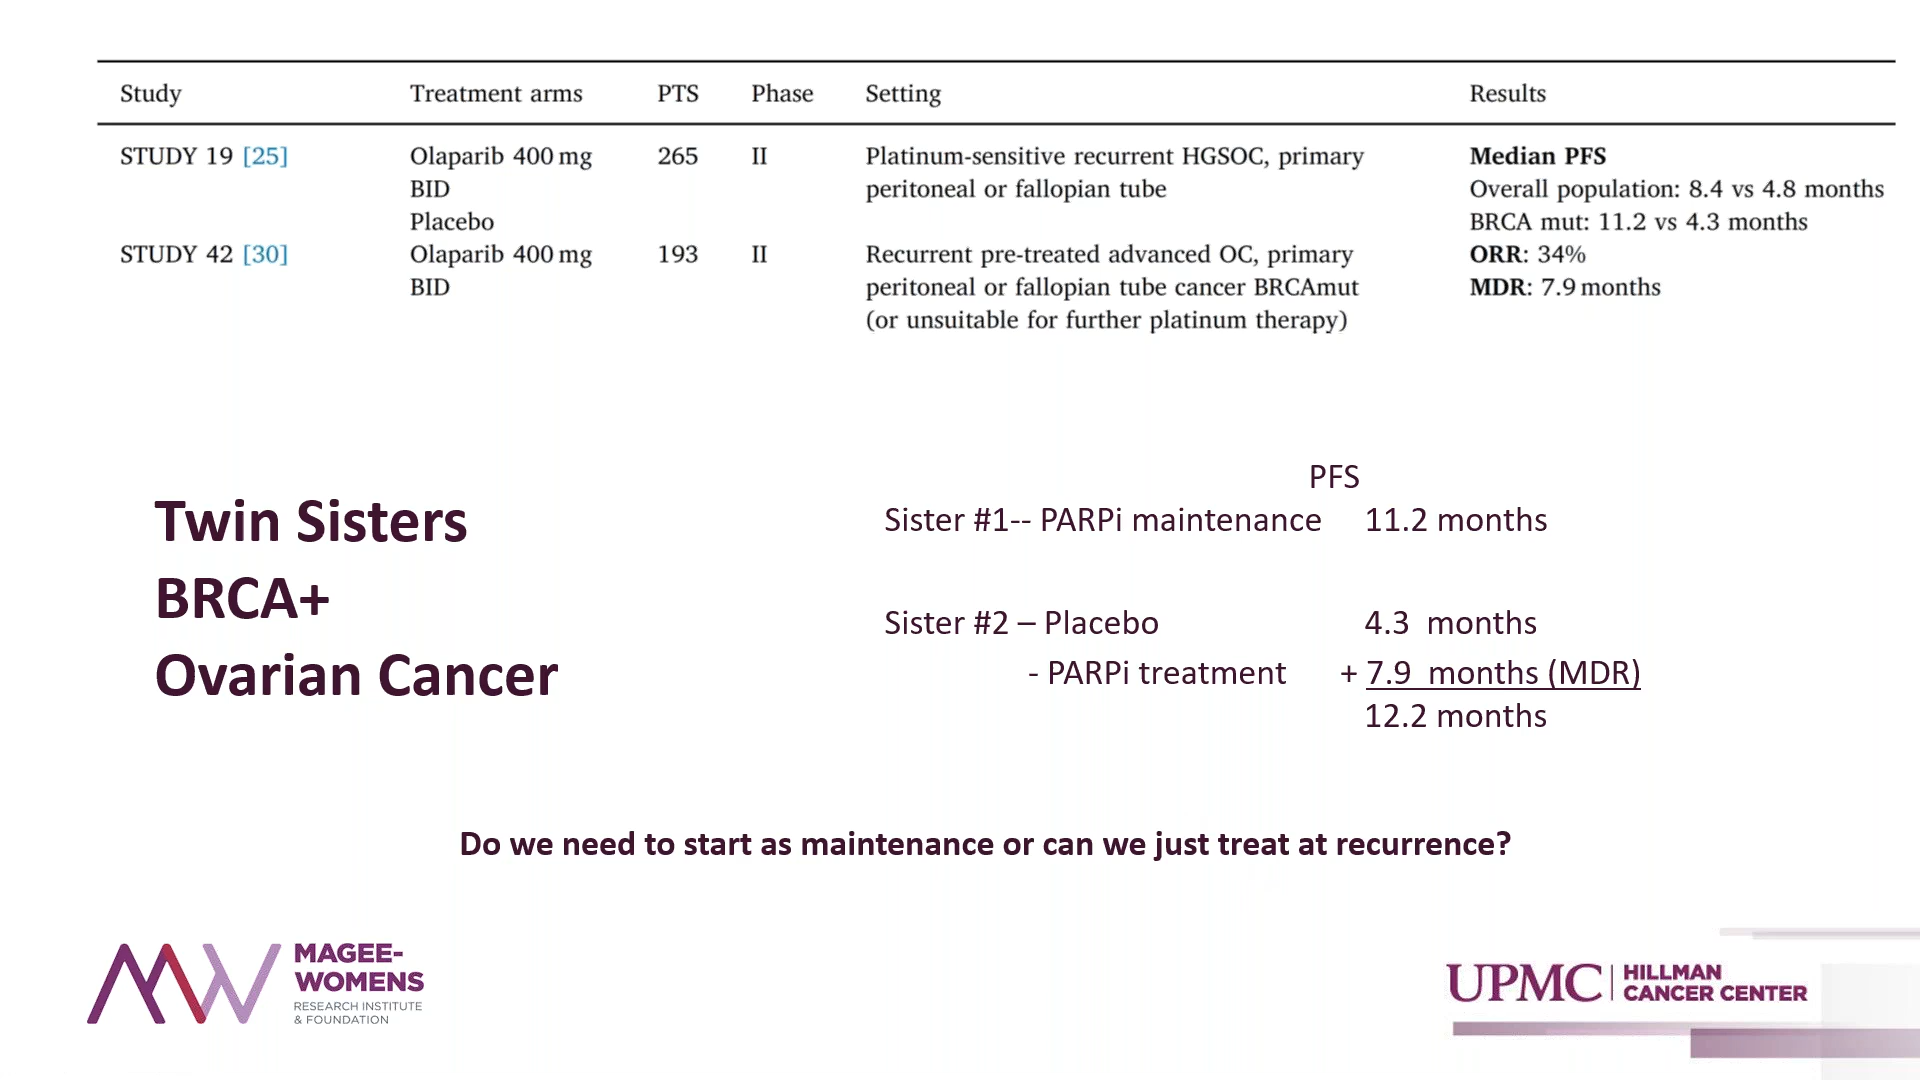 Study Treatment arms PTS Phase Setting Results
STUDY 19 [25] Olaparib 400 mg 265 II Platinum-sensitive recurrent HGSOC, primary Median PFS
BID peritoneal or fallopian tube Overall population: 8.4 vs 4.8 months
Placebo BRCA mut: 11.2 vs 4.3 months
STUDY 42 [30] Olaparib 400 mg 193 II Recurrent pre-treated advanced OC, primary ORR: 34%
BID peritoneal or fallopian tube cancer BRCAmut MDR: 7.9 months
(or unsuitable for further platinum therapy)
Twin Sisters
BRCA+
Ovarian Cancer
PFS
Sister #1-- PARPi maintenance 11.2 months
Sister #2 – Placebo 4.3 months
- PARPi treatment + 7.9 months (MDR)
12.2 months
Do we need to start as maintenance or can we just treat at recurrence?
MAGEE-
WOMENS
RESEARCH INSTITUTE
& FOUNDATION
UPMC HILLMAN
CANCER CENTER